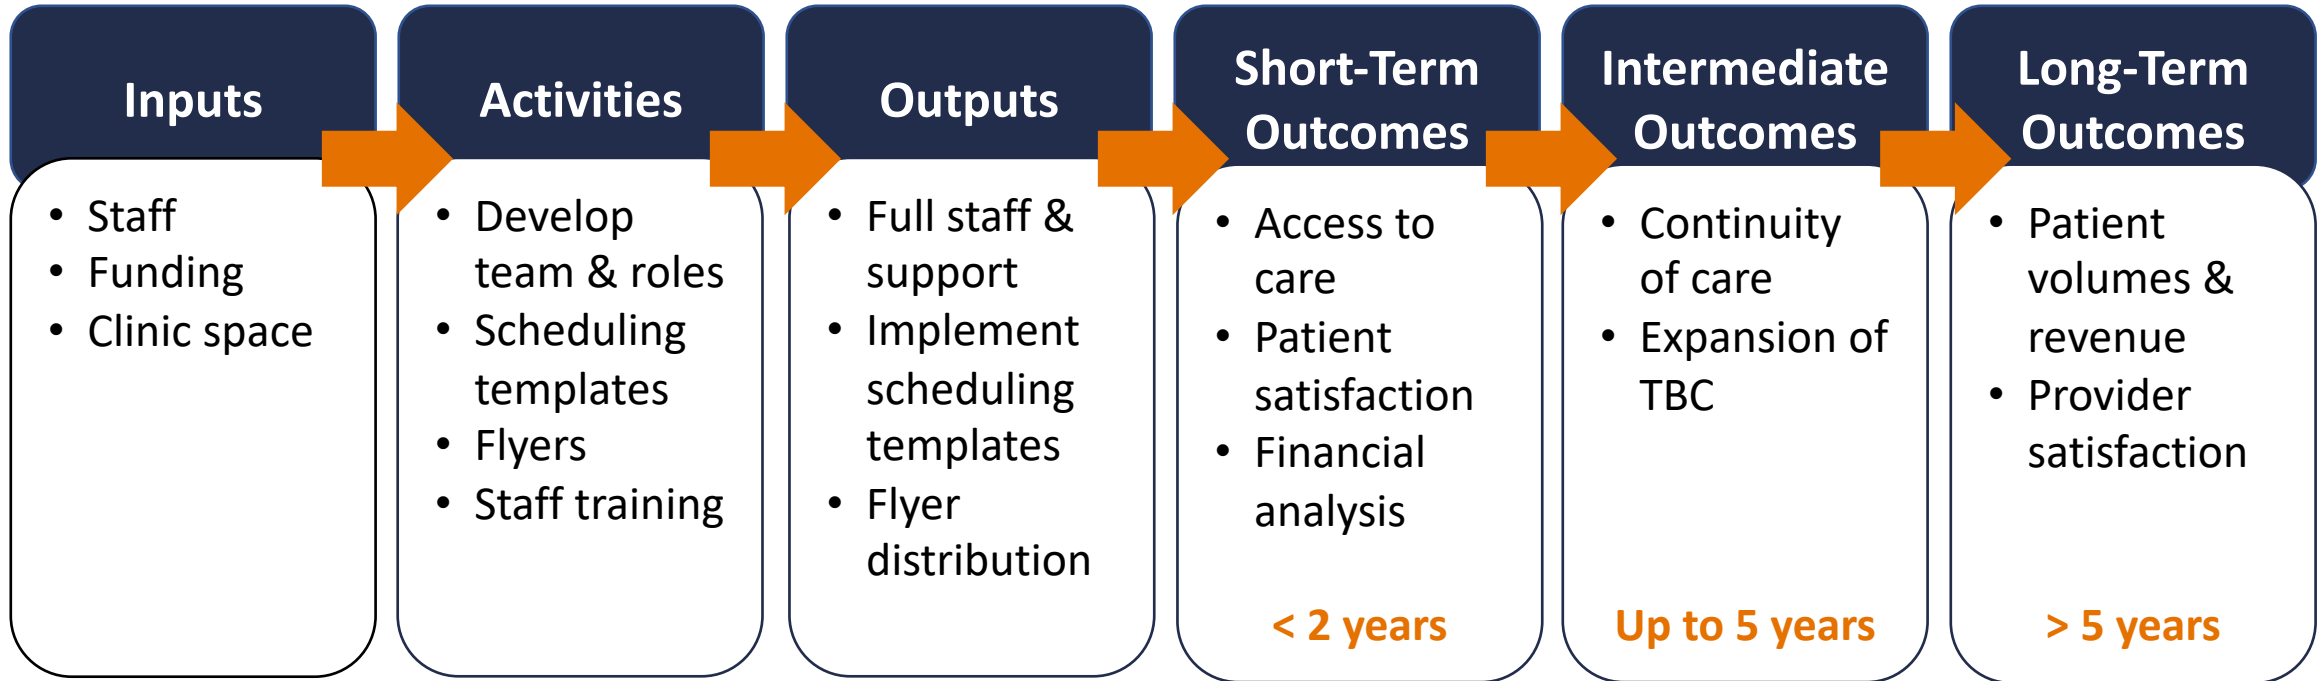 Inputs
• Staff
• Funding
• Clinic space
Activities
• Develop
team & roles
• Scheduling
templates
• Flyers
• Staff training
Outputs
• Full staff &
support
• Implement
scheduling
templates
• Flyer
distribution
Short-Term
Outcomes
• Access to
care
• Patient
satisfaction
• Financial
analysis
< 2 years
Intermediate
Outcomes
• Continuity
of care
• Expansion of
TBC
Up to 5 years
Long-Term
Outcomes
• Patient
volumes &
revenue
• Provider
satisfaction
> 5 years